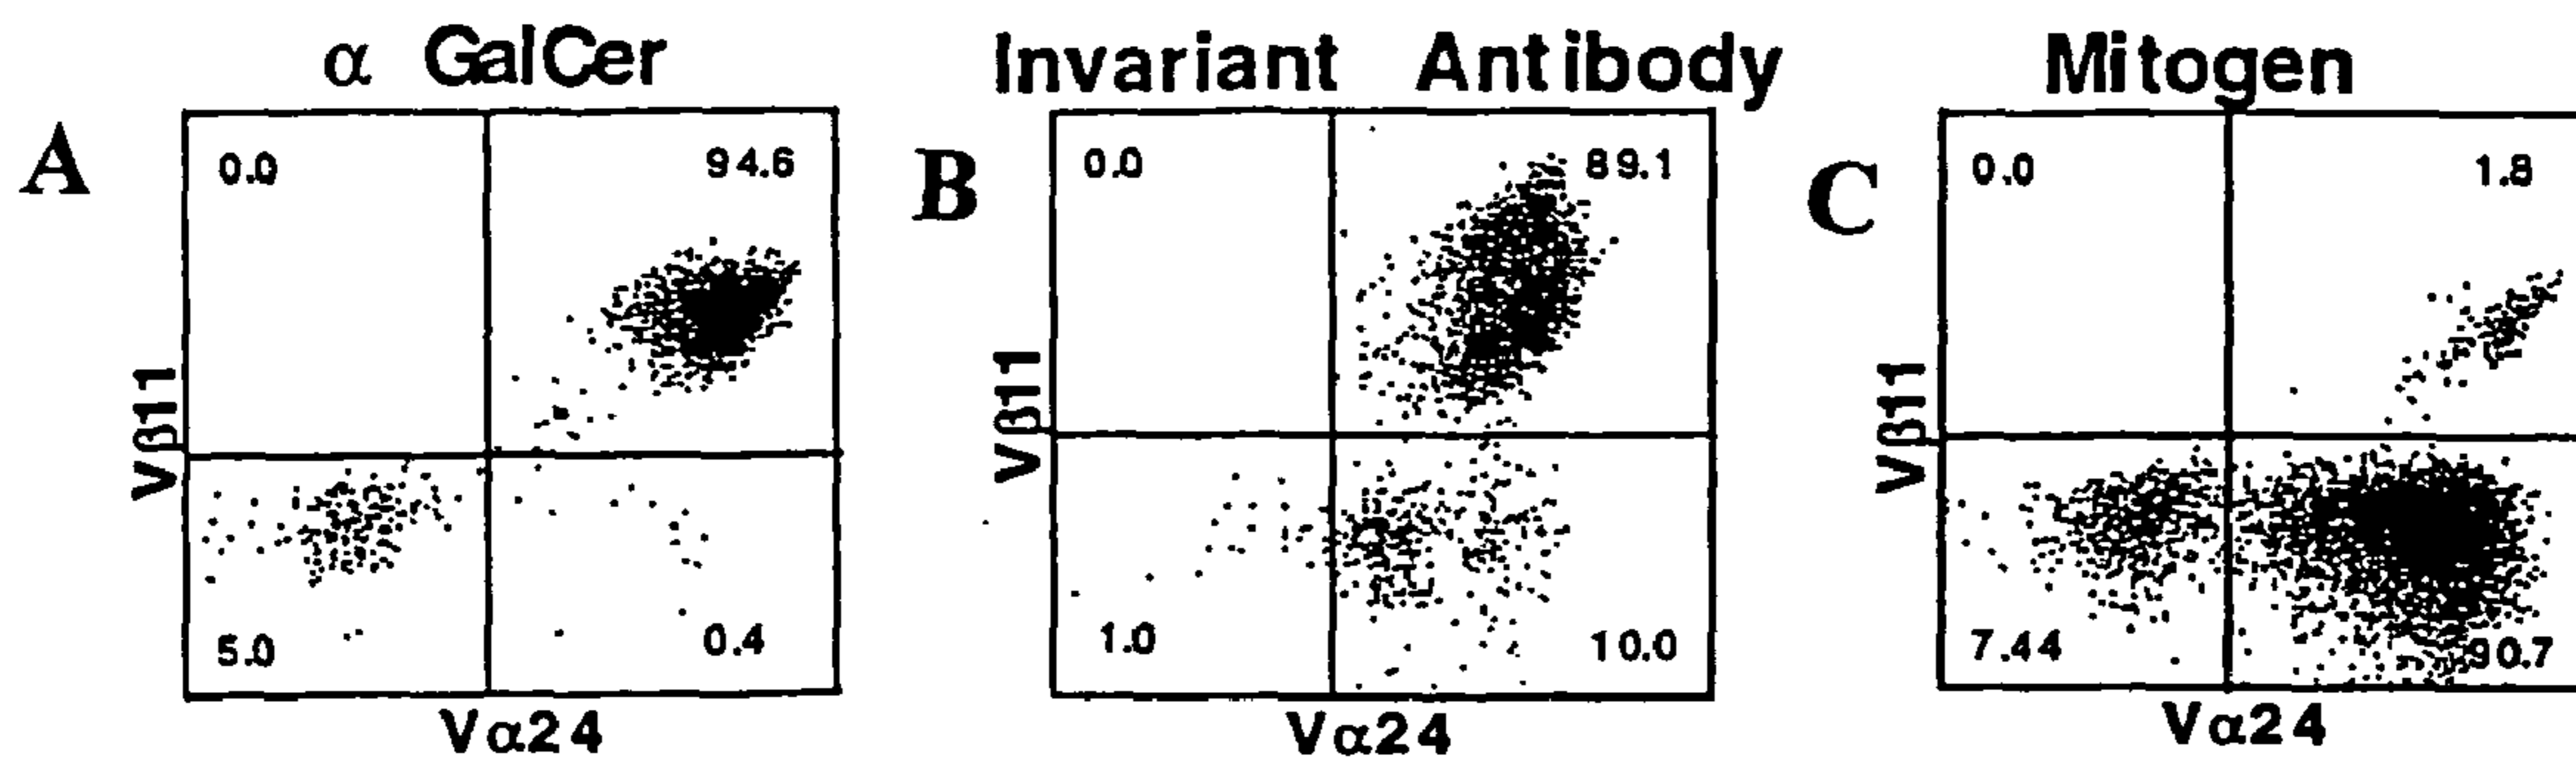 α GalCer
Invariant Antibody
Mitogen
A
0.0
94.6
Vβ11
5.0
0.4
Vα24
B
0.0
89.1
Vβ11
1.0
10.0
Vα24
C
0.0
1.8
Vβ11
7.44
90.7
Vα24